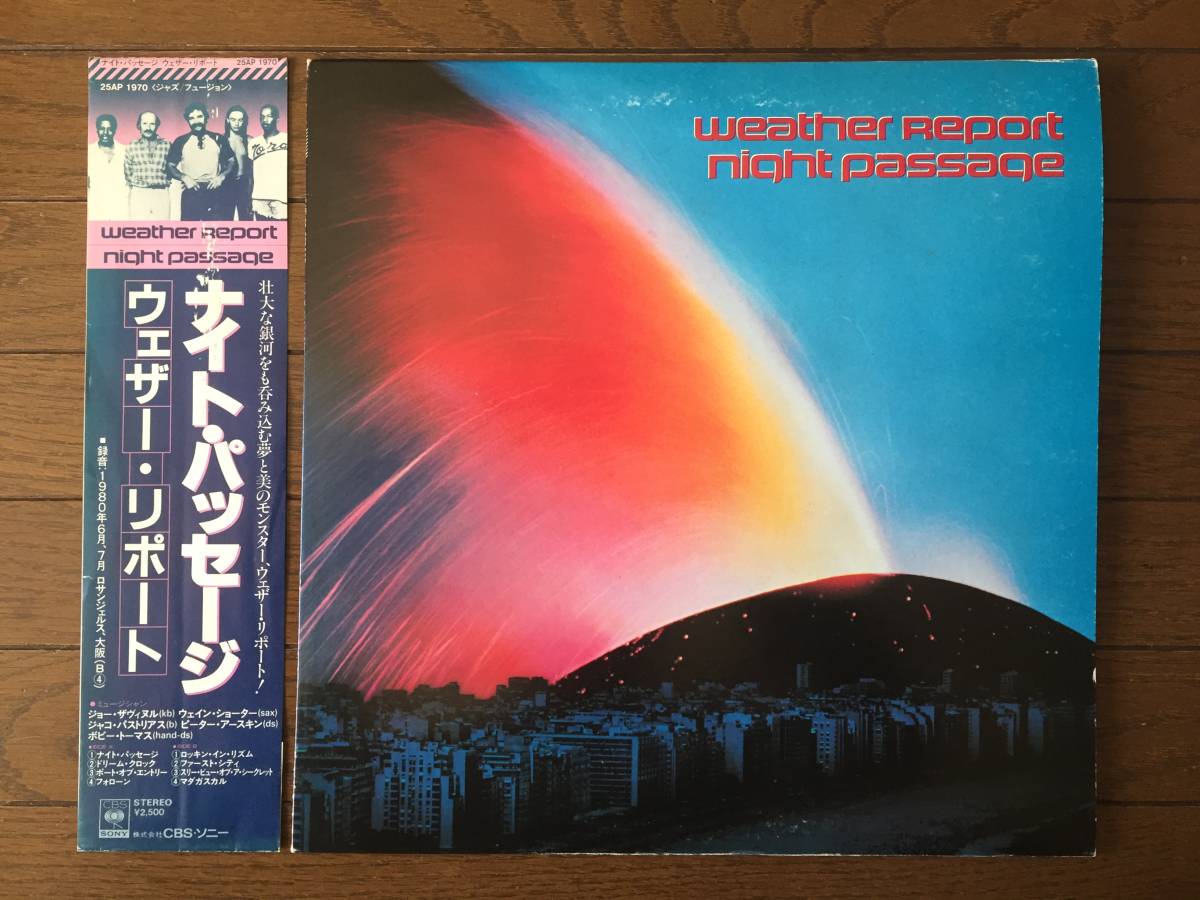 ナイト・パッセージ/ウェザー・リポート 25AP 1970
25AP 1970〈ジャズ/フュージョン〉
weather report
night passage
壮大な銀河をも呑み込む夢と美のモンスター、ウェザー・リポート!
ナイト・パッセージ
ウェザー・リポート
■録音:1980年6月、7月 ロサンジェルス、大阪(B④)
●ミュージシャン
ジョー・ザヴィヌル(kb) ウェイン・ショーター(sax)
ジャコ・パストリアス(b) ピーター・アースキン(ds)
ボビー・トーマス(hand-ds)
●SIDE A
①ナイト・パッセージ
②ドリーム・クロック
③ポート・オブ・エントリー
④フォローン
●SIDE B
①ロッキン・イン・リズム
②ファースト・シティ
③スリー・ビュー・オブ・ア・シークレット
④マダガスカル
CBS
SONY
STEREO
¥2,500
株式会社CBS・ソニー
weather report
night passage